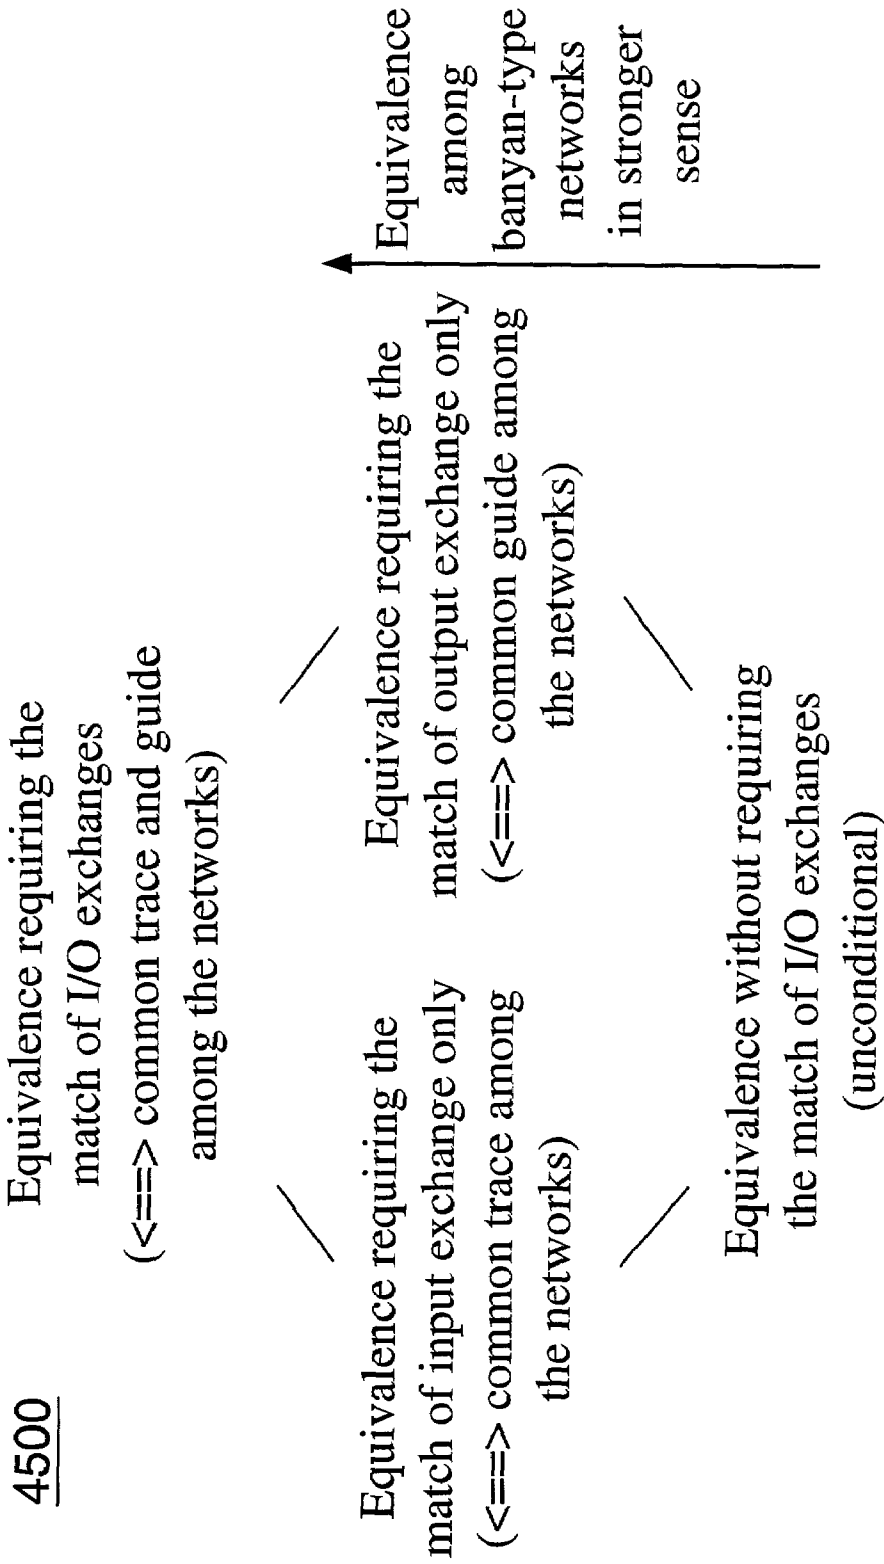 4500
Equivalence requiring the
match of I/O exchanges
(<==> common trace and guide
among the networks)
Equivalence requiring the
match of input exchange only
(<==> common trace among
the networks)
Equivalence requiring the
match of output exchange only
(<==> common guide among
the networks)
Equivalence without requiring
the match of I/O exchanges
(unconditional)
Equivalence
among
banyan-type
networks
in stronger
sense